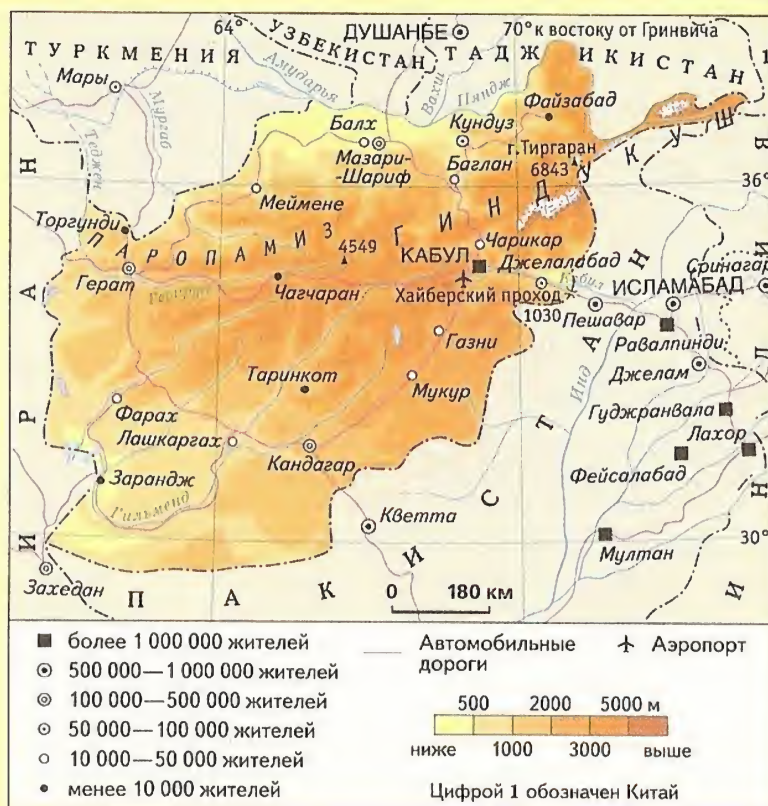 64°
70° к востоку от Гринвича
ТУРКМЕНИЯ
УЗБЕКИСТАН
ДУШАНБЕ
ТАДЖИКИСТАН
1
Мары
Амударья
Вахш
Пяндж
Мургаб
Теджен
Файзабад
Балх
Кундуз
Мазари-
-Шариф
Баглан
г.Тиргаран
6843
36°
Меймене
ГИНДУКУШ
Торгунди
ПАРОПАМИЗ
4549
Чарикар
КАБУЛ
Джелалабад
Кабул
Сринагар
Герат
Герируд
Чагчаран
Хайберский проход
1030
ИСЛАМАБАД
Пешавар
Равалпинди
Газни
Джелам
Таринкот
Мукур
Инд
Гуджранвала
Фарах
Лашкаргах
Лахор
Кандагар
Фейсалабад
Зарандж
Гильменд
Кветта
30°
Мултан
Захедан
0 180 км
ИРАН
ПАКИСТАН
ИНДИЯ
более 1 000 000 жителей
500 000—1 000 000 жителей
100 000—500 000 жителей
50 000—100 000 жителей
10 000—50 000 жителей
менее 10 000 жителей
Автомобильные
дороги
Аэропорт
500 2000 5000 м
ниже 1000 3000 выше
Цифрой 1 обозначен Китай